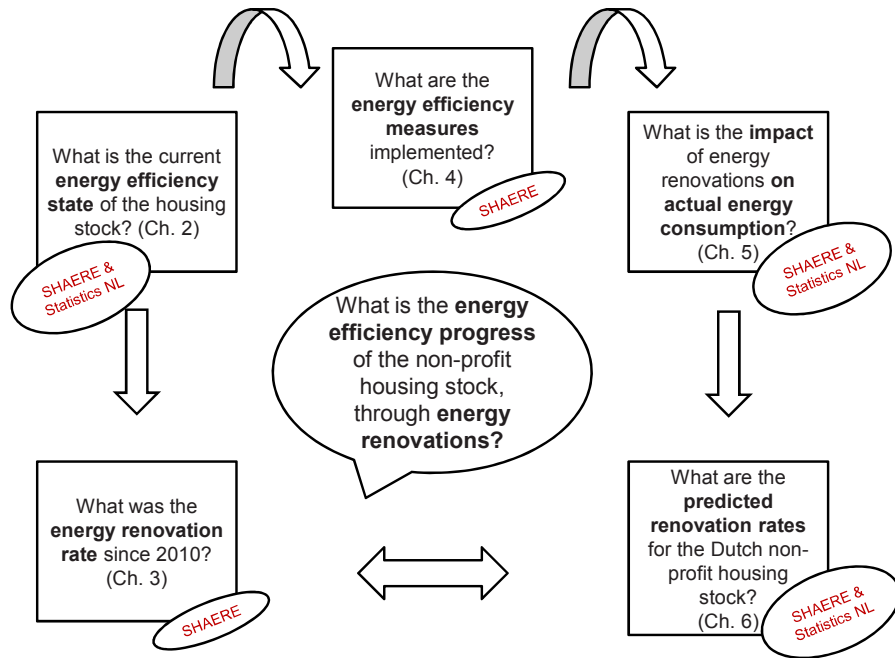 What are the
energy efficiency
measures
implemented?
(Ch. 4)
SHAERE
What is the current
energy efficiency
state of the housing
stock? (Ch. 2)
SHAERE &
Statistics NL
What is the impact
of energy
renovations on
actual energy
consumption?
(Ch. 5)
SHAERE &
Statistics NL
What is the energy
efficiency progress
of the non-profit
housing stock,
through energy
renovations?
What was the
energy renovation
rate since 2010?
(Ch. 3)
SHAERE
What are the
predicted
renovation rates
for the Dutch non-
profit housing
stock?
(Ch. 6)
SHAERE &
Statistics NL